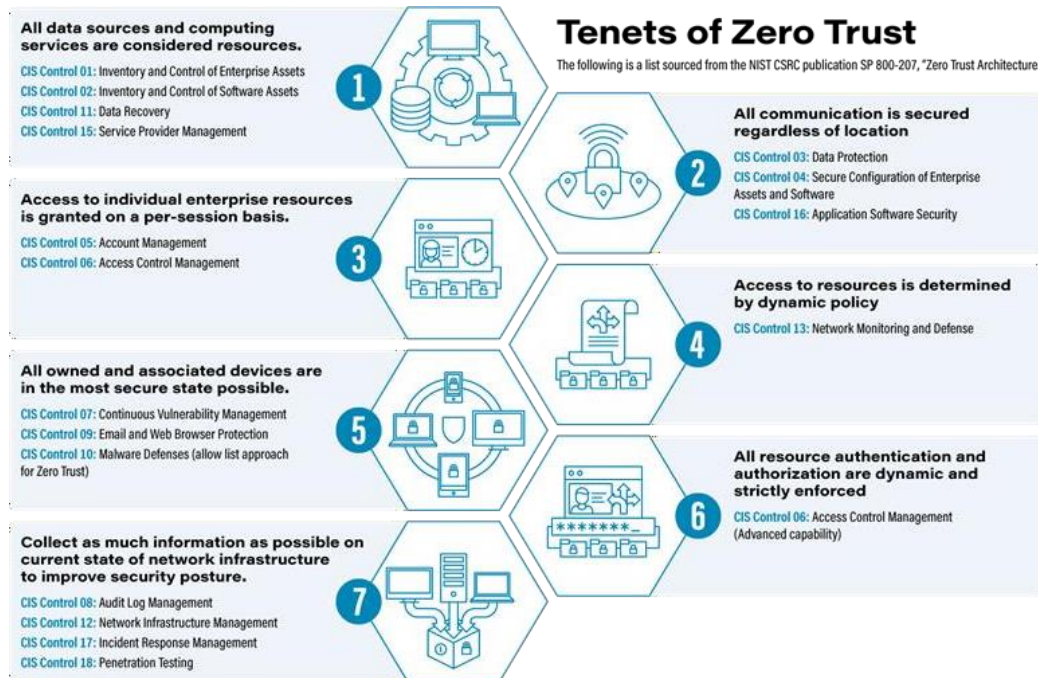 Tenets of Zero Trust
The following is a list sourced from the NIST CSRC publication SP 800-207, "Zero Trust Architecture
All data sources and computing
services are considered resources.
CIS Control 01: Inventory and Control of Enterprise Assets
CIS Control 02: Inventory and Control of Software Assets
CIS Control 11: Data Recovery
CIS Control 15: Service Provider Management
1
All communication is secured
regardless of location
CIS Control 03: Data Protection
CIS Control 04: Secure Configuration of Enterprise
Assets and Software
CIS Control 16: Application Software Security
2
Access to individual enterprise resources
is granted on a per-session basis.
CIS Control 05: Account Management
CIS Control 06: Access Control Management
3
Access to resources is determined
by dynamic policy
CIS Control 13: Network Monitoring and Defense
4
All owned and associated devices are
in the most secure state possible.
CIS Control 07: Continuous Vulnerability Management
CIS Control 09: Email and Web Browser Protection
CIS Control 10: Malware Defenses (allow list approach
for Zero Trust)
5
All resource authentication and
authorization are dynamic and
strictly enforced
CIS Control 06: Access Control Management
(Advanced capability)
6
*******_
Collect as much information as possible on
current state of network infrastructure
to improve security posture.
CIS Control 08: Audit Log Management
CIS Control 12: Network Infrastructure Management
CIS Control 17: Incident Response Management
CIS Control 18: Penetration Testing
7